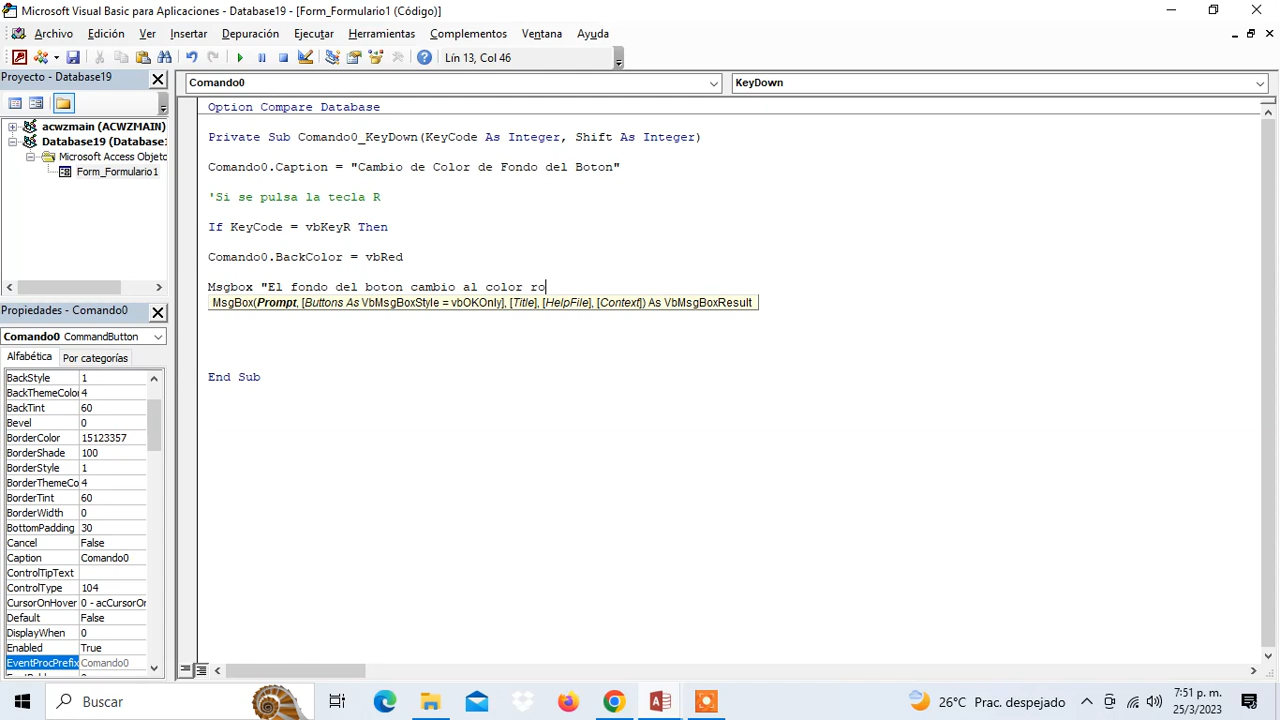 Microsoft Visual Basic para Aplicaciones - Database19 - [Form_Formulario1 (Código)]
Archivo Edición Ver Insertar Depuración Ejecutar Herramientas Complementos Ventana Ayuda
Lín 13, Col 46
Proyecto - Database19
acwzmain (ACWZMAIN)
Database19 (Database
Microsoft Access Objeto
Form_Formulario1
Propiedades - Comando0
Comando0 CommandButton
Alfabética Por categorías
BackStyle 1
BackThemeColor 4
BackTint 60
Bevel 0
BorderColor 15123357
BorderShade 100
BorderStyle 1
BorderThemeCo 4
BorderTint 60
BorderWidth 0
BottomPadding 30
Cancel False
Caption Comando0
ControlTipText
ControlType 104
CursorOnHover 0 - acCursorOn
Default False
DisplayWhen 0
Enabled True
EventProcPrefix Comando0
Comando0 KeyDown
Option Compare Database
Private Sub Comando0_KeyDown(KeyCode As Integer, Shift As Integer)
Comando0.Caption = "Cambio de Color de Fondo del Boton"
'Si se pulsa la tecla R
If KeyCode = vbKeyR Then
Comando0.BackColor = vbRed
Msgbox "El fondo del boton cambio al color ro
MsgBox(Prompt, [Buttons As VbMsgBoxStyle = vbOKOnly], [Title], [HelpFile], [Context]) As VbMsgBoxResult
End Sub
Buscar
26°C Prac. despejado
7:51 p. m.
25/3/2023